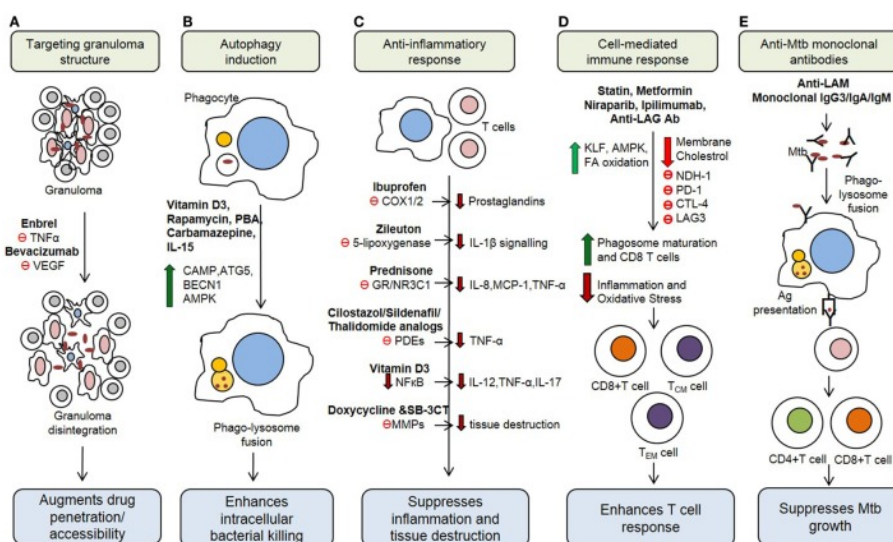 A
Targeting granuloma
structure
Granuloma
Enbrel
⊖ TNFα
Bevacizumab
⊖ VEGF
Granuloma
disintegration
Augments drug
penetration/
accessibility
B
Autophagy
induction
Phagocyte
Vitamin D3,
Rapamycin, PBA,
Carbamazepine,
IL-15
CAMP,ATG5,
BECN1
AMPK
Phago-lysosome
fusion
Enhances
intracellular
bacterial killing
C
Anti-inflammatiory
response
T cells
Ibuprofen
⊖ COX1/2
Prostaglandins
Zileuton
⊖ 5-lipoxygenase
IL-1β signalling
Prednisone
⊖ GR/NR3C1
IL-8,MCP-1,TNF-α
Cilostazol/Sildenafil/
Thalidomide analogs
⊖ PDEs
TNF-α
Vitamin D3
NFκB
IL-12,TNF-α,IL-17
Doxycycline &SB-3CT
⊖MMPs
tissue destruction
Suppresses
inflammation and
tissue destruction
D
Cell-mediated
immune response
Statin, Metformin
Niraparib, Ipilimumab,
Anti-LAG Ab
KLF, AMPK,
FA oxidation
Membrane
Cholestrol
⊖ NDH-1
⊖ PD-1
⊖ CTL-4
⊖ LAG3
Phagosome maturation
and CD8 T cells
Inflammation and
Oxidative Stress
CD8+T cell
TCM cell
TEM cell
Enhances T cell
response
E
Anti-Mtb monoclonal
antibodies
Anti-LAM
Monoclonal IgG3/IgA/IgM
Mtb
Phago-
lysosome
fusion
Ag
presentation
CD4+T cell
CD8+T cell
Suppresses Mtb
growth